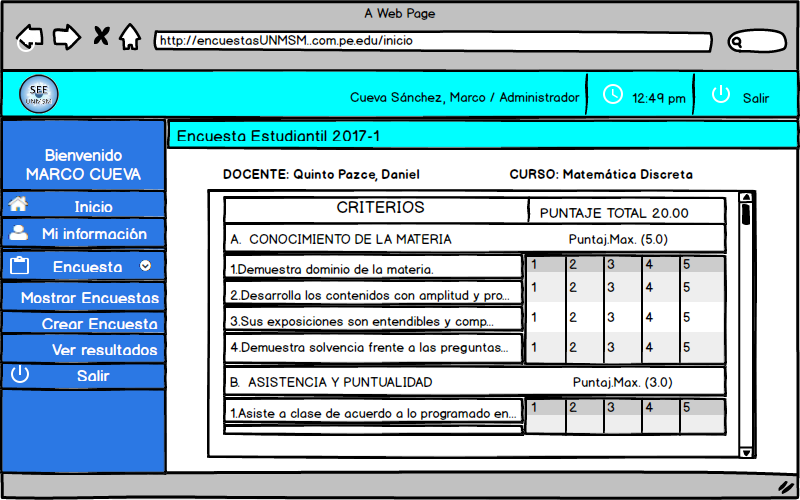 A Web Page
http://encuestasUNMSM..com.pe.edu/inicio
SEE
UNMSM
Cueva Sánchez, Marco / Administrador
12:49 pm
Salir
Encuesta Estudiantil 2017-1
Bienvenido
MARCO CUEVA
Inicio
Mi información
Encuesta
Mostrar Encuestas
Crear Encuesta
Ver resultados
Salir
DOCENTE: Quinto Pazce, Daniel
CURSO: Matemática Discreta
CRITERIOS
PUNTAJE TOTAL 20.00
A. CONOCIMIENTO DE LA MATERIA
Puntaj.Max. (5.0)
1.Demuestra dominio de la materia.
1 2 3 4 5
2.Desarrolla los contenidos con amplitud y pro...
1 2 3 4 5
3.Sus exposiciones son entendibles y comp...
1 2 3 4 5
4.Demuestra solvencia frente a las preguntas...
1 2 3 4 5
B. ASISTENCIA Y PUNTUALIDAD
Puntaj.Max. (3.0)
1.Asiste a clase de acuerdo a lo programado en...
1 2 3 4 5